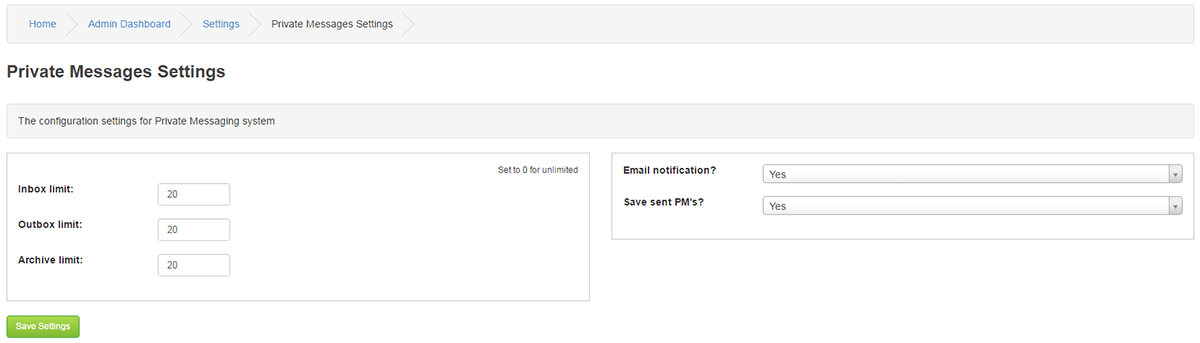 Home Admin Dashboard Settings Private Messages Settings
Private Messages Settings
The configuration settings for Private Messaging system
Set to 0 for unlimited
Inbox limit: 20
Outbox limit: 20
Archive limit: 20
Email notification? Yes
Save sent PM's? Yes
Save Settings